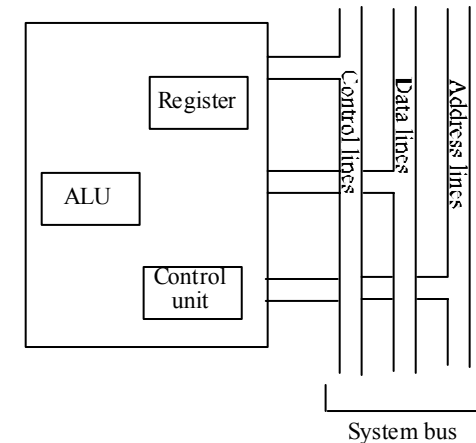 Register
ALU
Control
unit
Control lines
Data lines
Address lines
System bus